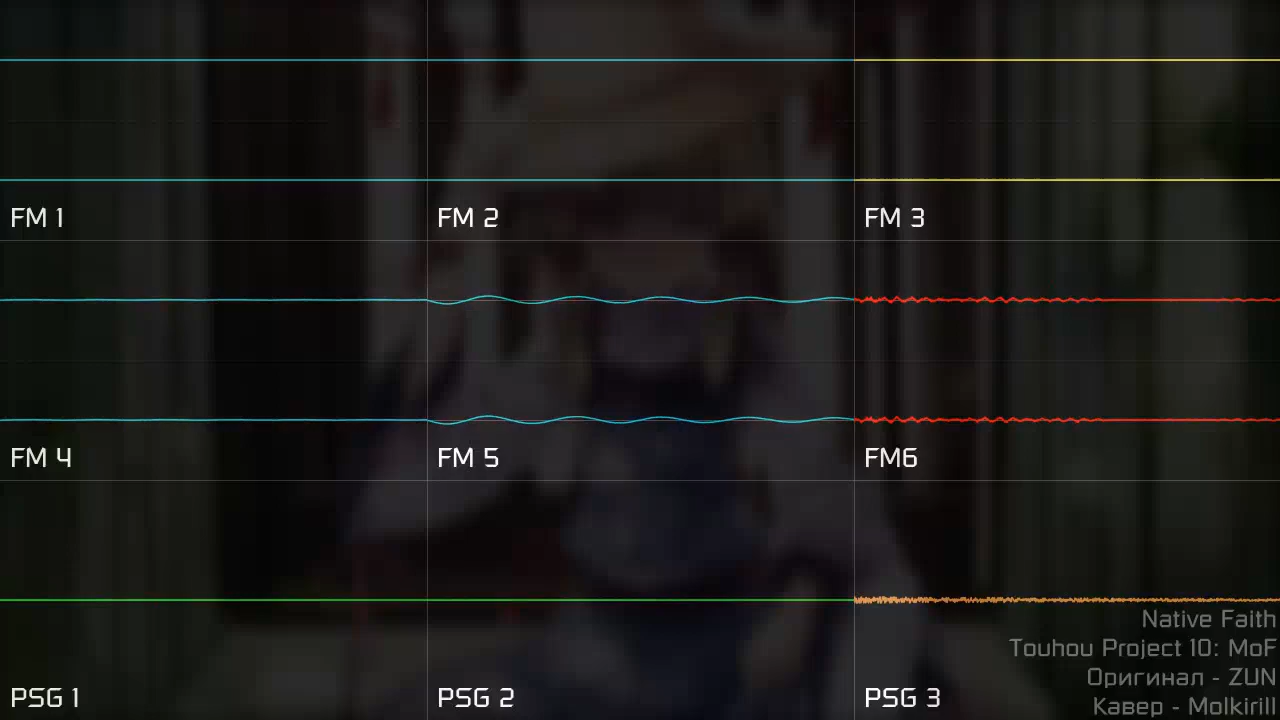 FM 1
FM 2
FM 3
FM 4
FM 5
FM6
PSG 1
PSG 2
PSG 3
Native Faith
Touhou Project 10: MoF
Оригинал - ZUN
Кавер - Molkirill